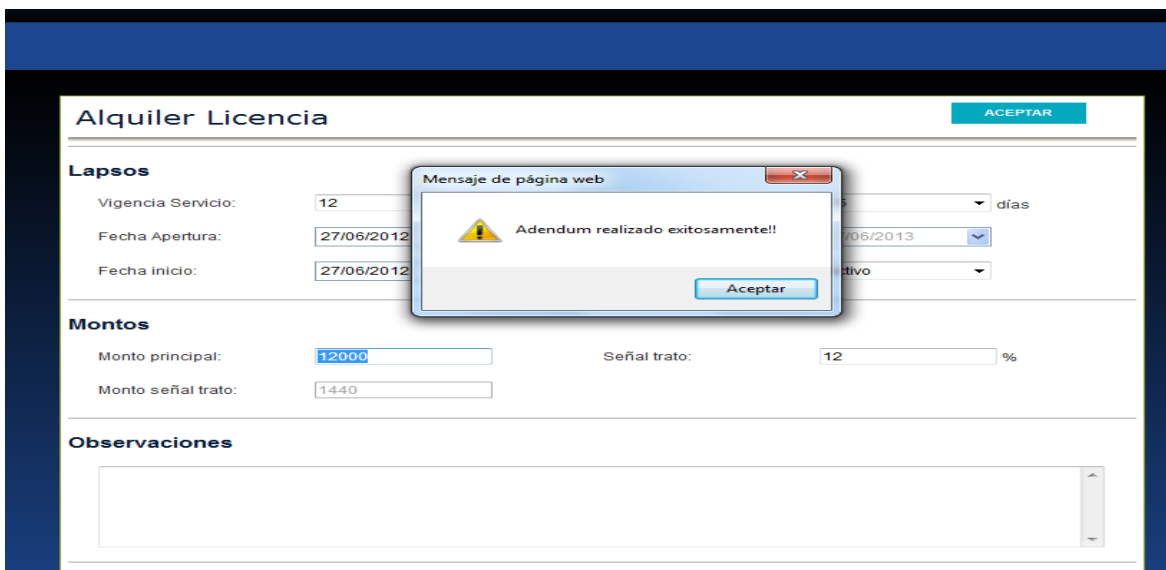 Alquiler Licencia ACEPTAR
Lapsos
Mensaje de página web
Vigencia Servicio: 12 días
Adendum realizado exitosamente!!
Fecha Apertura: 27/06/2012 /06/2013
Fecha inicio: 27/06/2012
Aceptar
Montos
Monto principal: 12000 Señal trato: 12 %
Monto señal trato: 1440
Observaciones